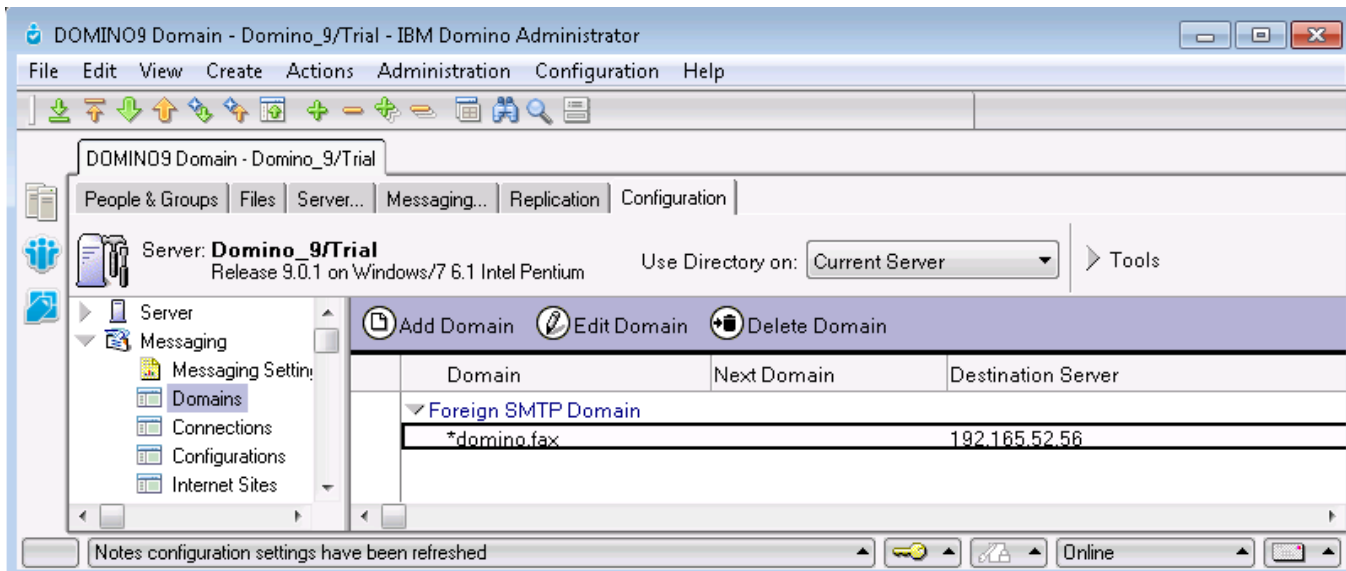 DOMINO9 Domain - Domino_9/Trial - IBM Domino Administrator
File Edit View Create Actions Administration Configuration Help
DOMINO9 Domain - Domino_9/Trial
People & Groups Files Server... Messaging... Replication Configuration
Server: Domino_9/Trial
Release 9.0.1 on Windows/7 6.1 Intel Pentium
Use Directory on: Current Server
Tools
Server
Messaging
Messaging Settin
Domains
Connections
Configurations
Internet Sites
Add Domain Edit Domain Delete Domain
Domain Next Domain Destination Server
Foreign SMTP Domain
*domino.fax 192.165.52.56
Notes configuration settings have been refreshed
Online